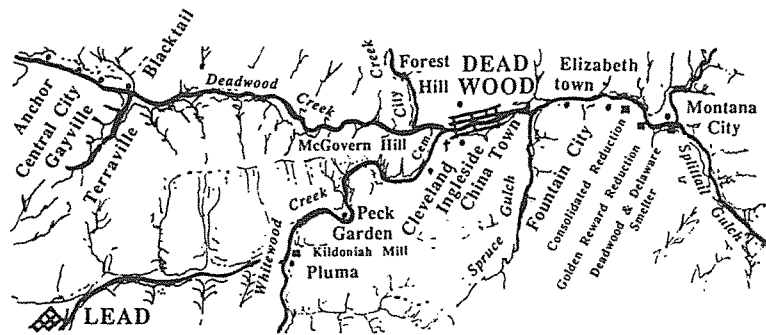 Anchor
Central City
Gayville
Blacktail
Terraville
Deadwood
Creek
City
Creek
Forest
Hill
DEAD
WOOD
Elizabeth
town
Montana
City
McGovern Hill
Cem.
Cleveland
Ingleside
China Town
Fountain City
Consolidated Reduction
Golden Reward Reduction
Deadwood & Delaware
Smelter
Splittail
Gulch
Spruce
Gulch
Whitewood
Creek
Peck
Garden
Kildoniah Mill
Pluma
LEAD